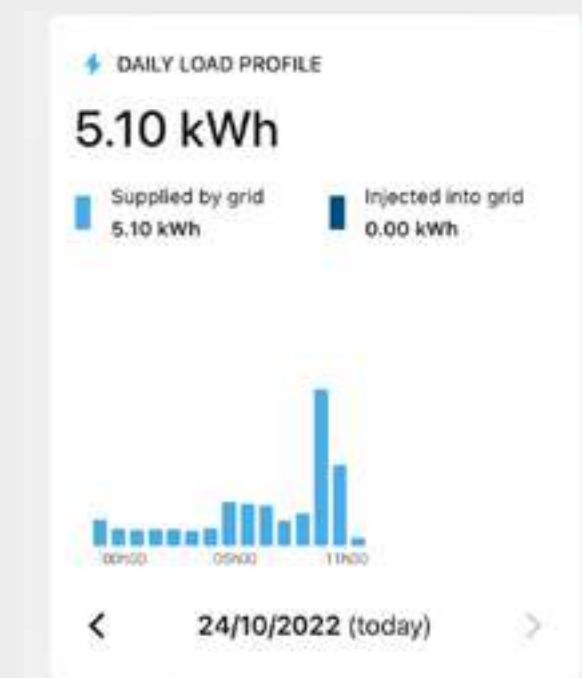 DAILY LOAD PROFILE
5.10 kWh
Supplied by grid
5.10 kWh
Injected into grid
0.00 kWh
00h00 05h00 11h00
24/10/2022 (today)